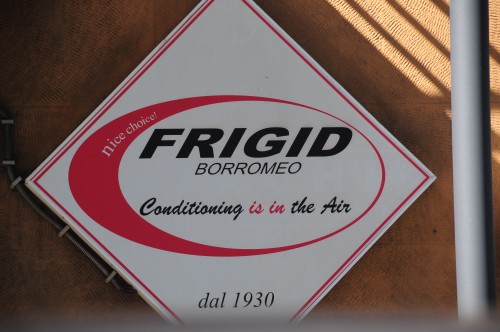 nice choice!
FRIGID
BORROMEO
Conditioning is in the Air
dal 1930